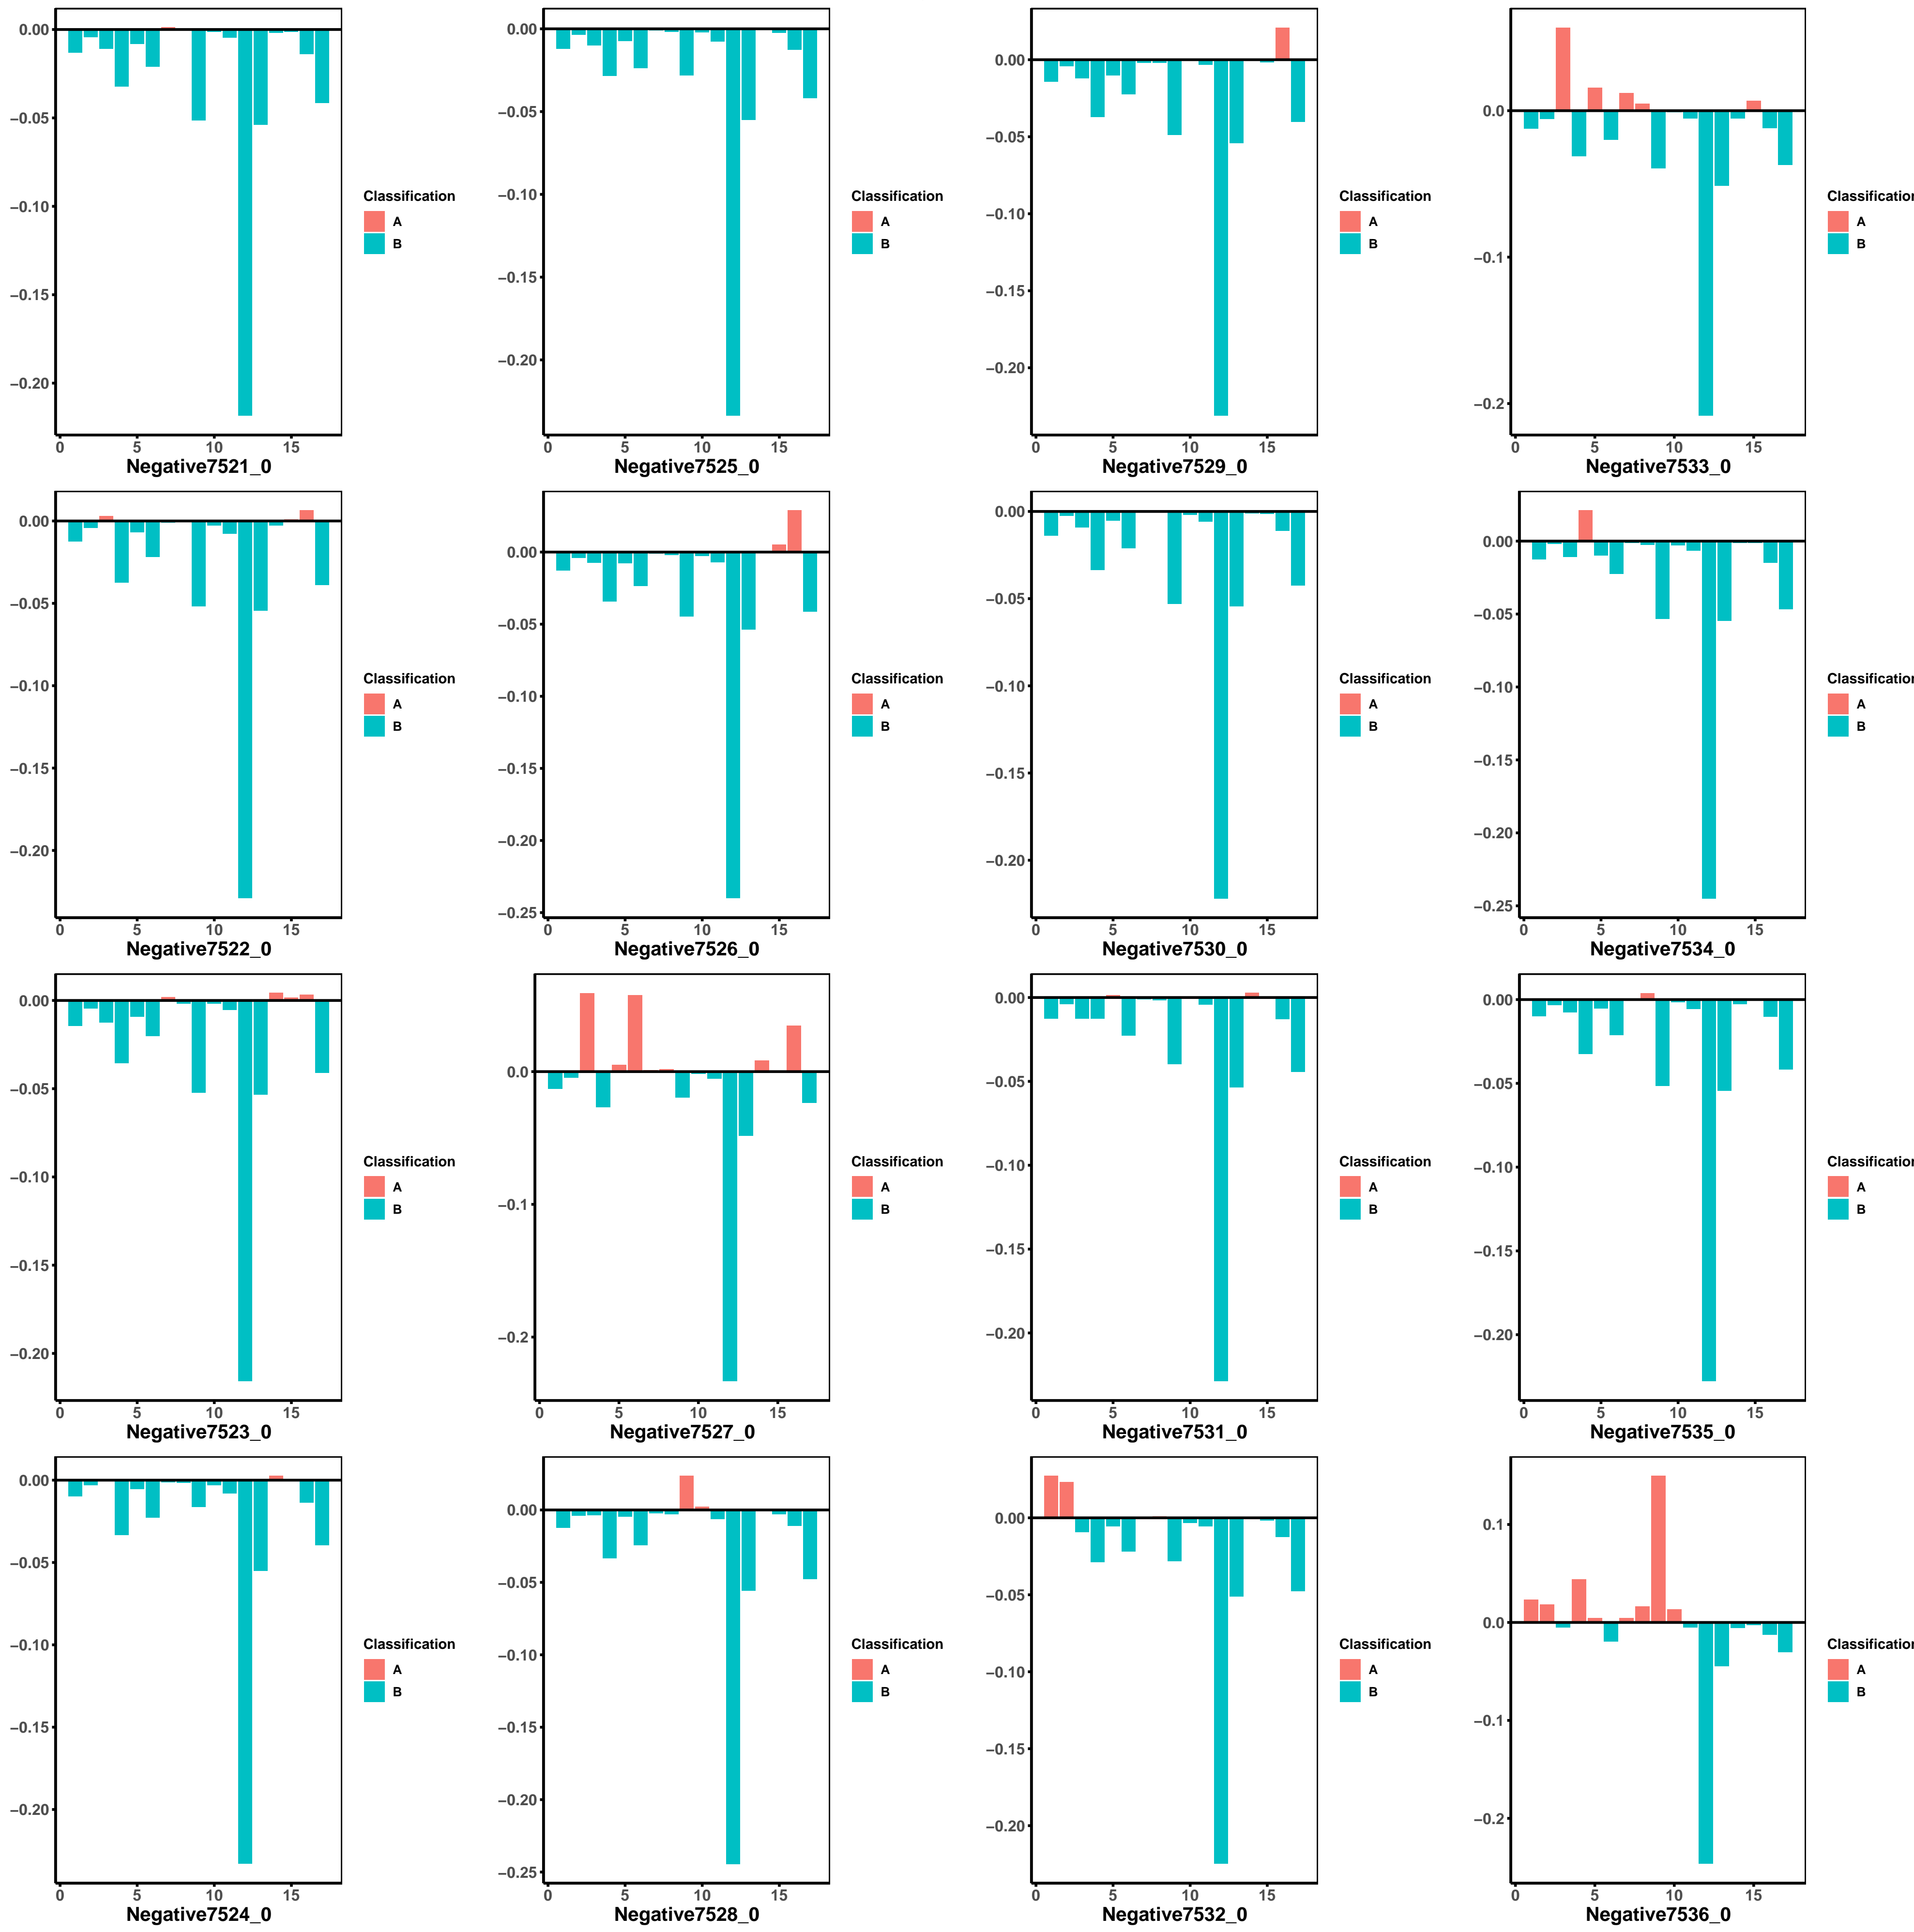 0.00
−0.05
−0.10
−0.15
−0.20
0 5 10 15
Negative7521_0
Classification
A
B
0.00
−0.05
−0.10
−0.15
−0.20
0 5 10 15
Negative7525_0
Classification
A
B
0.00
−0.05
−0.10
−0.15
−0.20
0 5 10 15
Negative7529_0
Classification
A
B
0.0
−0.1
−0.2
0 5 10 15
Negative7533_0
Classification
A
B
0.00
−0.05
−0.10
−0.15
−0.20
0 5 10 15
Negative7522_0
Classification
A
B
0.00
−0.05
−0.10
−0.15
−0.20
−0.25
0 5 10 15
Negative7526_0
Classification
A
B
0.00
−0.05
−0.10
−0.15
−0.20
0 5 10 15
Negative7530_0
Classification
A
B
0.00
−0.05
−0.10
−0.15
−0.20
−0.25
0 5 10 15
Negative7534_0
Classification
A
B
0.00
−0.05
−0.10
−0.15
−0.20
0 5 10 15
Negative7523_0
Classification
A
B
0.0
−0.1
−0.2
0 5 10 15
Negative7527_0
Classification
A
B
0.00
−0.05
−0.10
−0.15
−0.20
0 5 10 15
Negative7531_0
Classification
A
B
0.00
−0.05
−0.10
−0.15
−0.20
0 5 10 15
Negative7535_0
Classification
A
B
0.00
−0.05
−0.10
−0.15
−0.20
0 5 10 15
Negative7524_0
Classification
A
B
0.00
−0.05
−0.10
−0.15
−0.20
−0.25
0 5 10 15
Negative7528_0
Classification
A
B
0.00
−0.05
−0.10
−0.15
−0.20
0 5 10 15
Negative7532_0
Classification
A
B
0.1
0.0
−0.1
−0.2
0 5 10 15
Negative7536_0
Classification
A
B